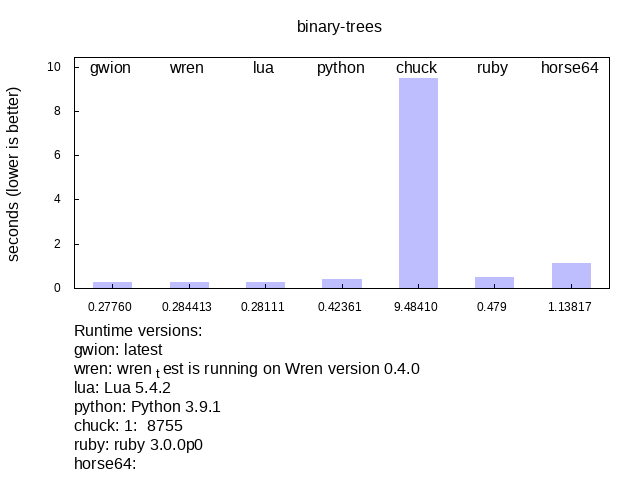 binary-trees
10 gwion wren lua python chuck ruby horse64
8
6
4
2
0
seconds (lower is better)
0.27760 0.284413 0.28111 0.42361 9.48410 0.479 1.13817
Runtime versions:
gwion: latest
wren: wren test is running on Wren version 0.4.0
lua: Lua 5.4.2
python: Python 3.9.1
chuck: 1: 8755
ruby: ruby 3.0.0p0
horse64: